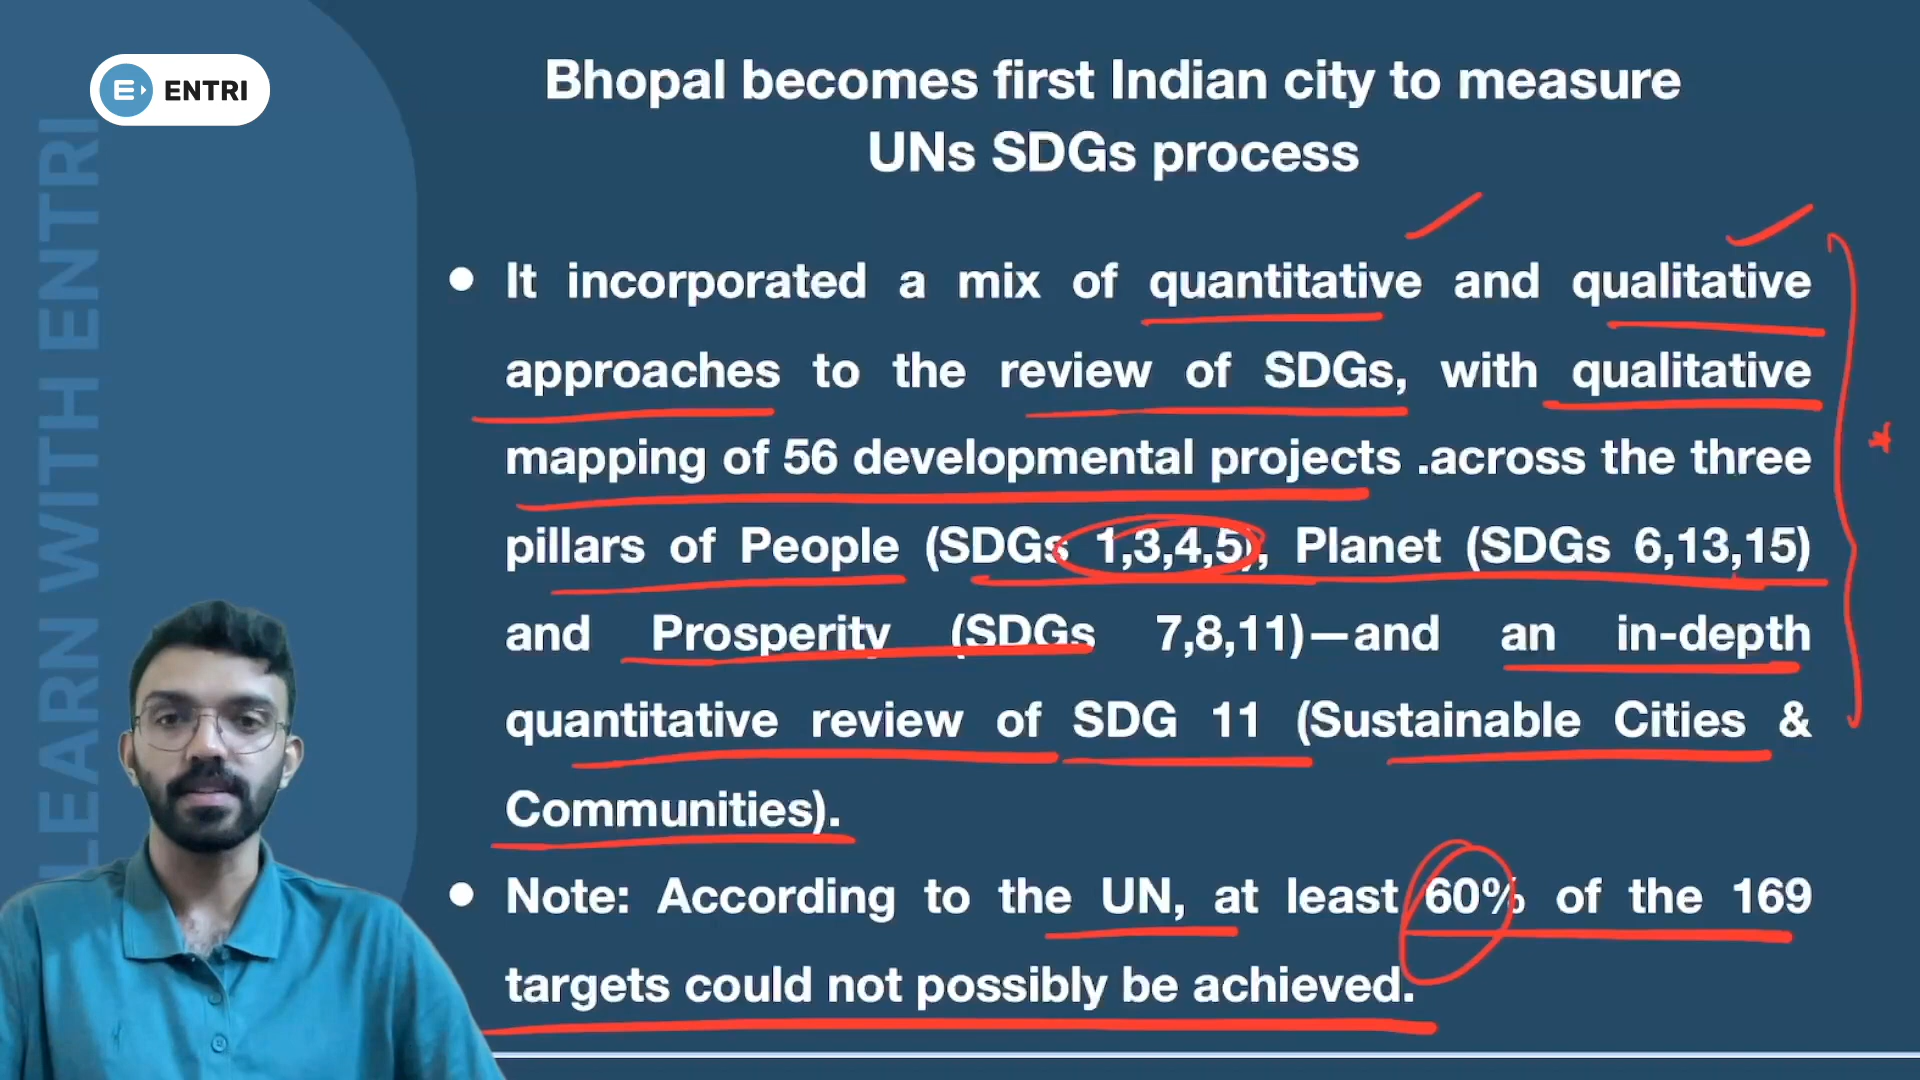 ENTRI
LEARN WITH ENTRI
Bhopal becomes first Indian city to measure
UNs SDGs process
• It incorporated a mix of quantitative and qualitative
approaches to the review of SDGs, with qualitative
mapping of 56 developmental projects .across the three
pillars of People (SDGs 1,3,4,5), Planet (SDGs 6,13,15)
and Prosperity (SDGs 7,8,11)—and an in-depth
quantitative review of SDG 11 (Sustainable Cities &
Communities).
• Note: According to the UN, at least 60% of the 169
targets could not possibly be achieved.